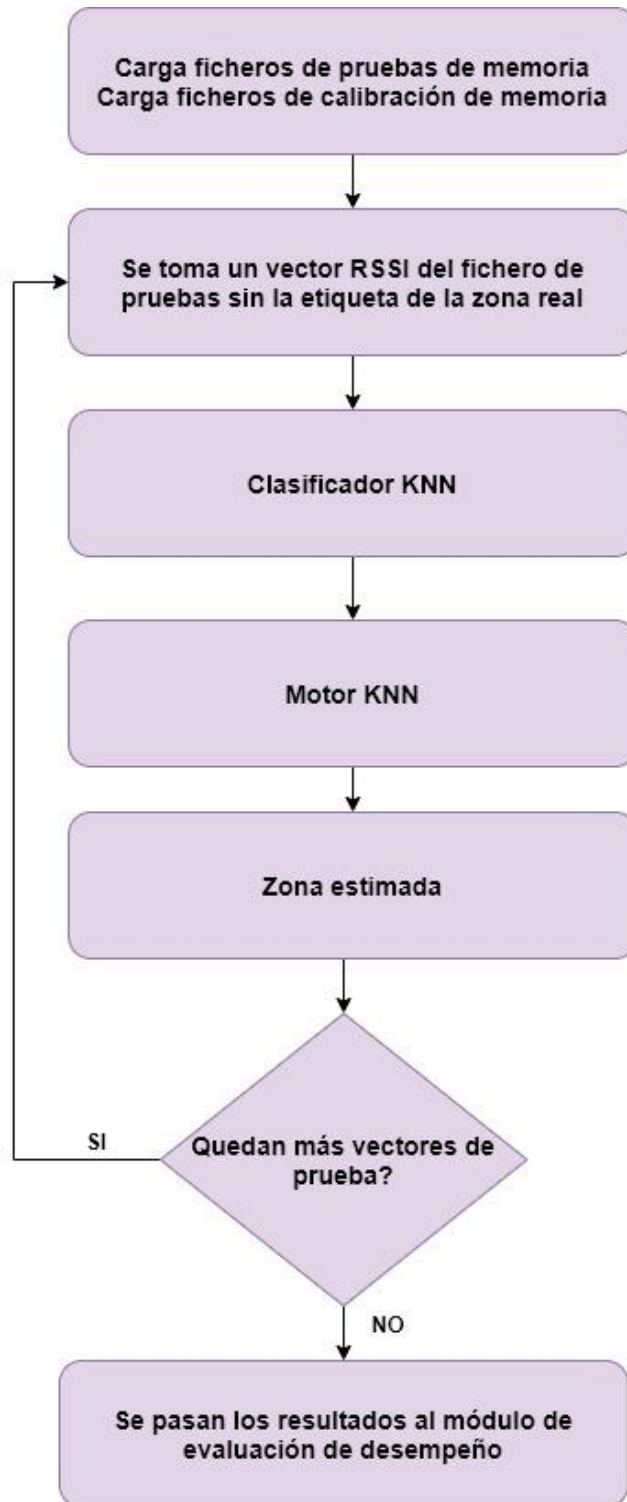 Carga ficheros de pruebas de memoria
Carga ficheros de calibración de memoria
Se toma un vector RSSI del fichero de
pruebas sin la etiqueta de la zona real
Clasificador KNN
Motor KNN
Zona estimada
Quedan más vectores de
prueba?
SI
NO
Se pasan los resultados al módulo de
evaluación de desempeño